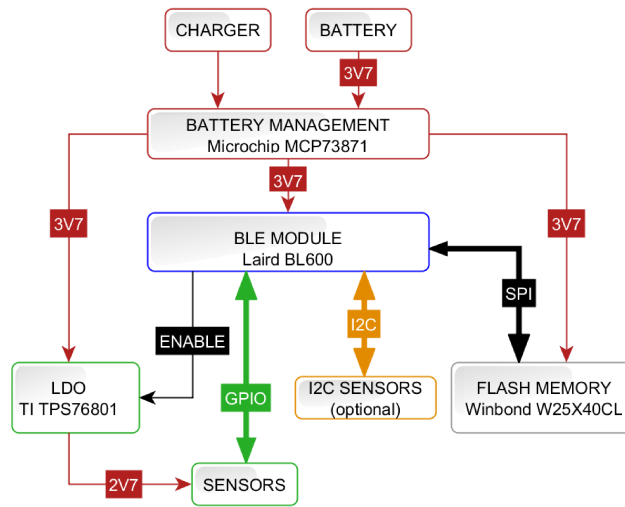 CHARGER
BATTERY
3V7
BATTERY MANAGEMENT
Microchip MCP73871
3V7
3V7
3V7
BLE MODULE
Laird BL600
SPI
I2C
ENABLE
LDO
TI TPS76801
GPIO
I2C SENSORS
(optional)
FLASH MEMORY
Winbond W25X40CL
2V7
SENSORS